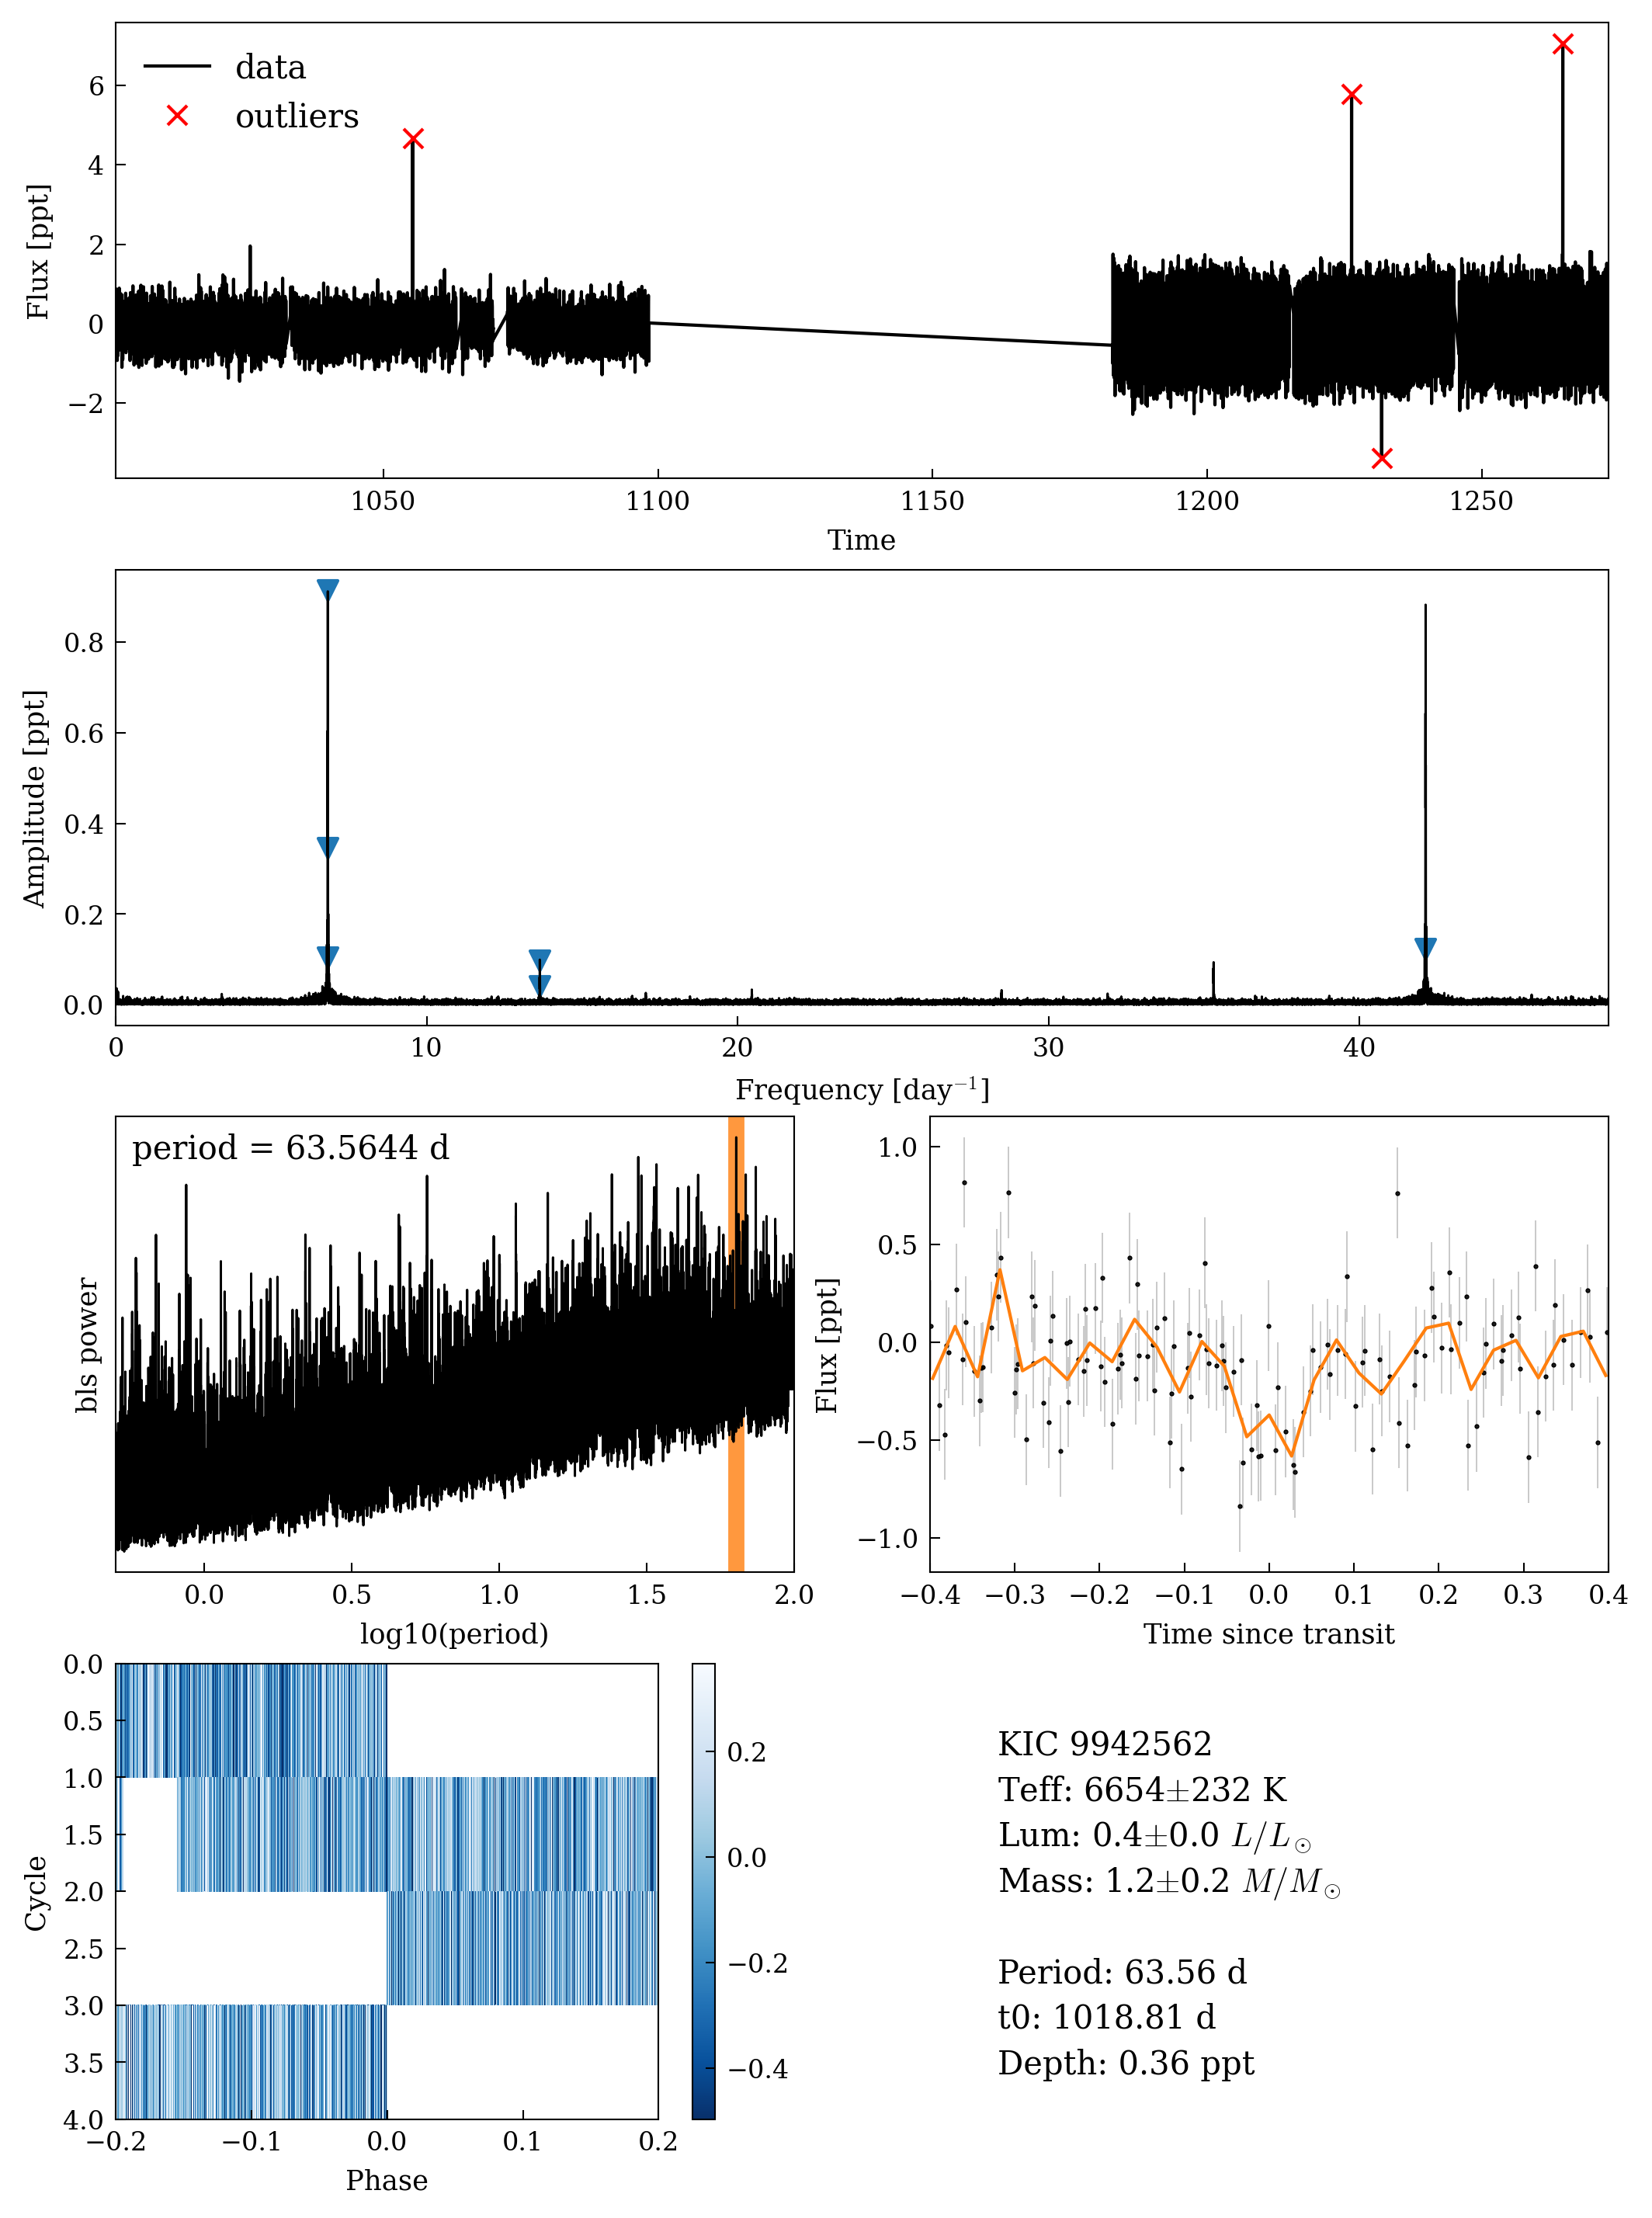 data
outliers
Flux [ppt]
6
4
2
0
−2
1050 1100 1150 1200 1250
Time
Amplitude [ppt]
0.8
0.6
0.4
0.2
0.0
0 10 20 30 40
Frequency [day⁻¹]
period = 63.5644 d
bls power
0.0 0.5 1.0 1.5 2.0
log10(period)
Flux [ppt]
1.0
0.5
0.0
−0.5
−1.0
−0.4 −0.3 −0.2 −0.1 0.0 0.1 0.2 0.3 0.4
Time since transit
Cycle
0.0
0.5
1.0
1.5
2.0
2.5
3.0
3.5
4.0
−0.2 −0.1 0.0 0.1 0.2
Phase
0.2
0.0
−0.2
−0.4
KIC 9942562
Teff: 6654±232 K
Lum: 0.4±0.0 L/L⊙
Mass: 1.2±0.2 M/M⊙
Period: 63.56 d
t0: 1018.81 d
Depth: 0.36 ppt